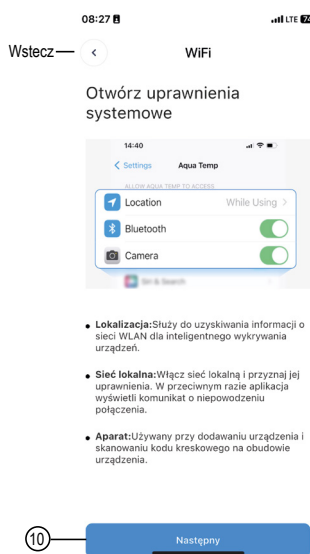 08:27 LTE
Wstecz
WiFi
Otwórz uprawnienia
systemowe
14:40
Settings Aqua Temp
ALLOW AQUA TEMP TO ACCESS
Location While Using
Bluetooth
Camera
Siri & Search
Lokalizacja:Służy do uzyskiwania informacji o
sieci WLAN dla inteligentnego wykrywania
urządzeń.
Sieć lokalna:Włącz sieć lokalną i przyznaj jej
uprawnienia. W przeciwnym razie aplikacja
wyświetli komunikat o niepowodzeniu
połączenia.
Aparat:Używany przy dodawaniu urządzenia i
skanowaniu kodu kreskowego na obudowie
urządzenia.
10
Następny